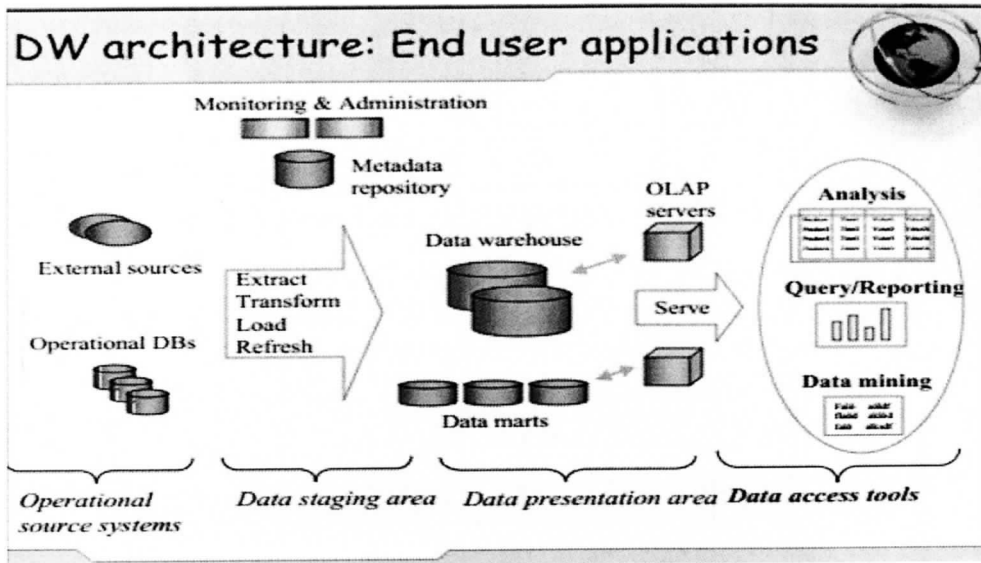 DW architecture: End user applications
Monitoring & Administration
Metadata
repository
External sources
Operational DBs
Extract
Transform
Load
Refresh
Data warehouse
Data marts
OLAP
servers
Serve
Analysis
Query/Reporting
Data mining
Operational
source systems
Data staging area
Data presentation area
Data access tools